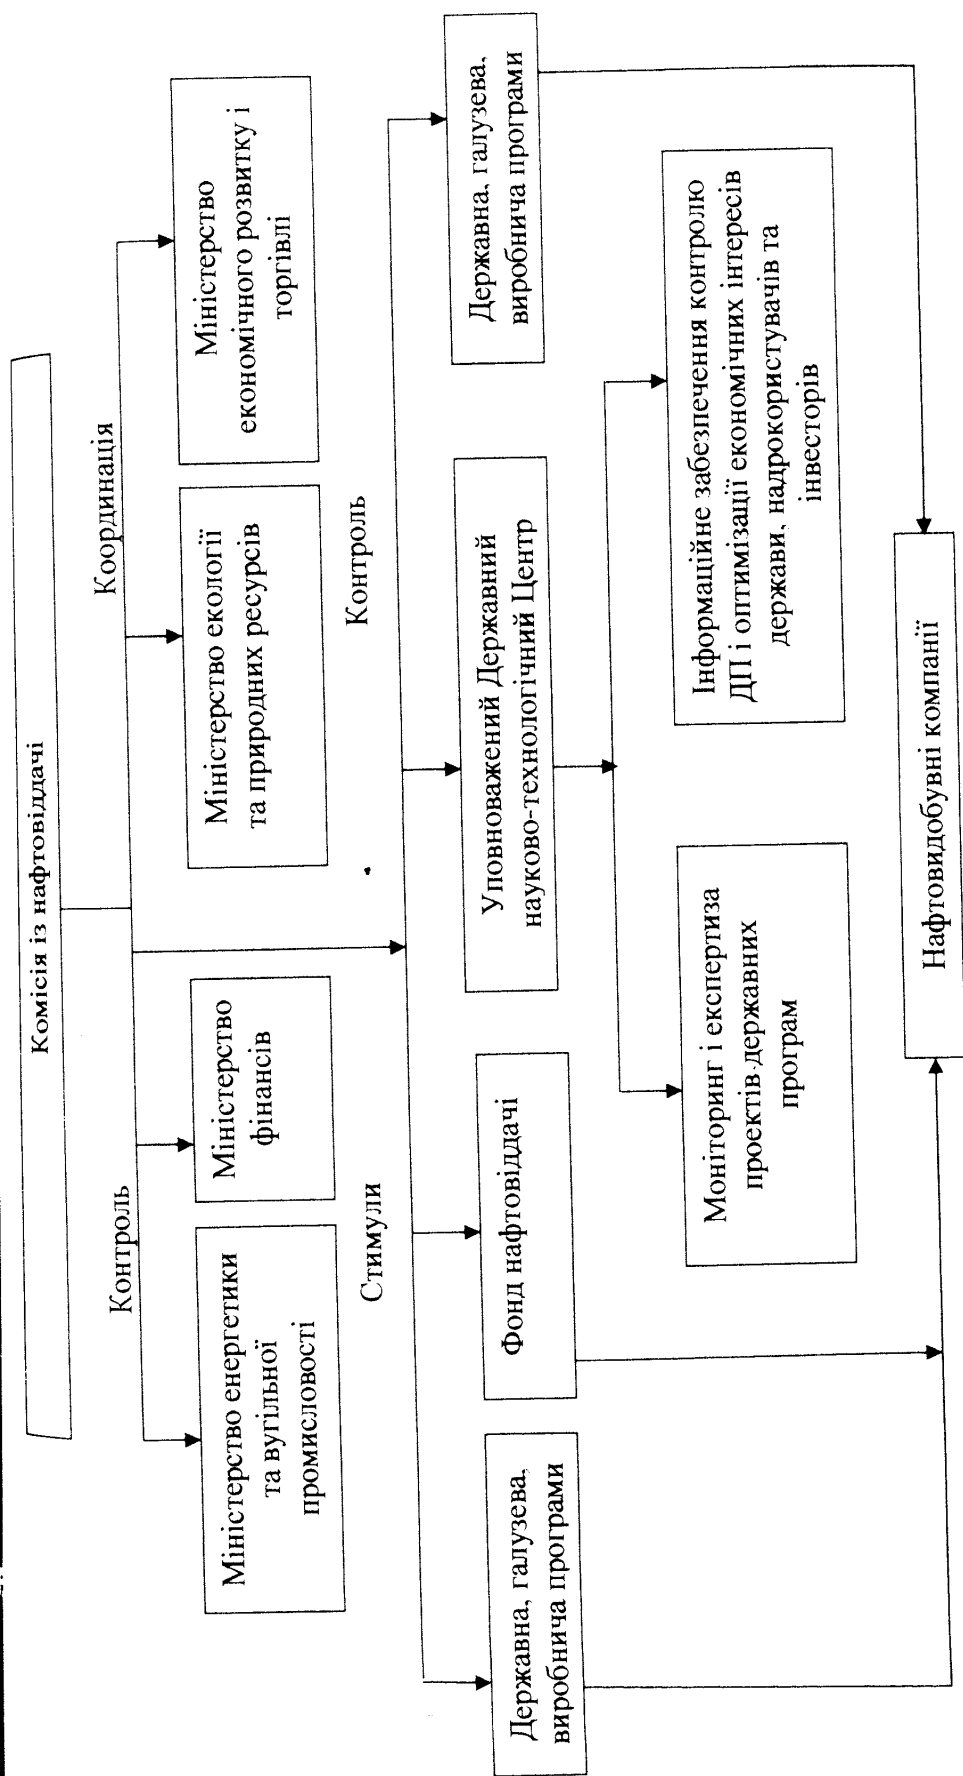 Комісія із нафтовіддачі
Контроль
Координація
Міністерство енергетики
та вугільної
промисловості
Міністерство
фінансів
Міністерство екології
та природних ресурсів
Міністерство
економічного розвитку і
торгівлі
Стимули
Контроль
Державна, галузева,
виробнича програми
Фонд нафтовіддачі
Уповноважений Державний
науково-технологічний Центр
Державна, галузева,
виробнича програми
Моніторинг і експертиза
проектів державних
програм
Інформаційне забезпечення контролю
ДП і оптимізації економічних інтересів
держави, надрокористувачів та
інвесторів
Нафтовидобувні компанії